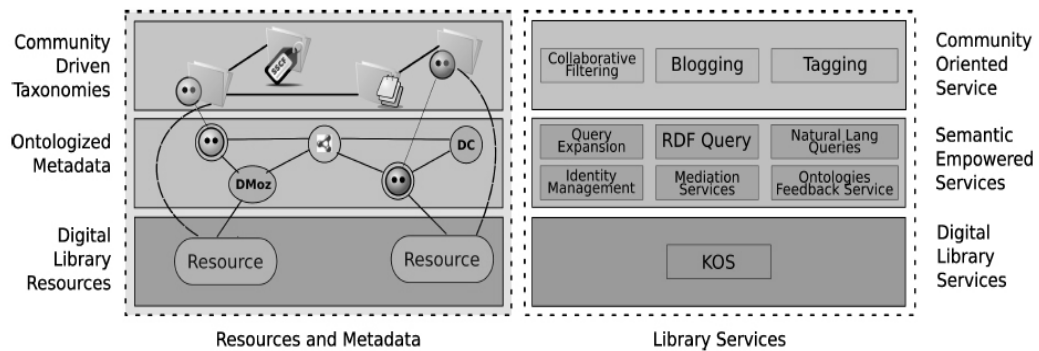 Community
Driven
Taxonomies
SSCF
Ontologized
Metadata
DC
DMoz
Digital
Library
Resources
Resource
Resource
Resources and Metadata
Collaborative
Filtering
Blogging
Tagging
Community
Oriented
Service
Query
Expansion
RDF Query
Natural Lang
Queries
Identity
Management
Mediation
Services
Ontologies
Feedback Service
Semantic
Empowered
Services
KOS
Digital
Library
Services
Library Services